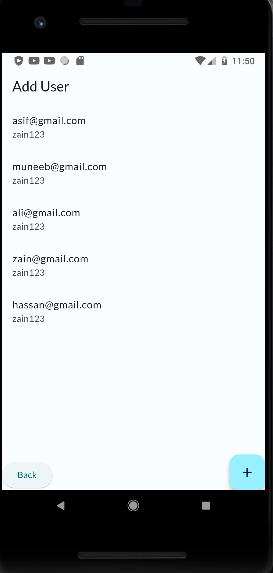 11:50
Add User
asif@gmail.com
zain123
muneeb@gmail.com
zain123
ali@gmail.com
zain123
zain@gmail.com
zain123
hassan@gmail.com
zain123
Back
+